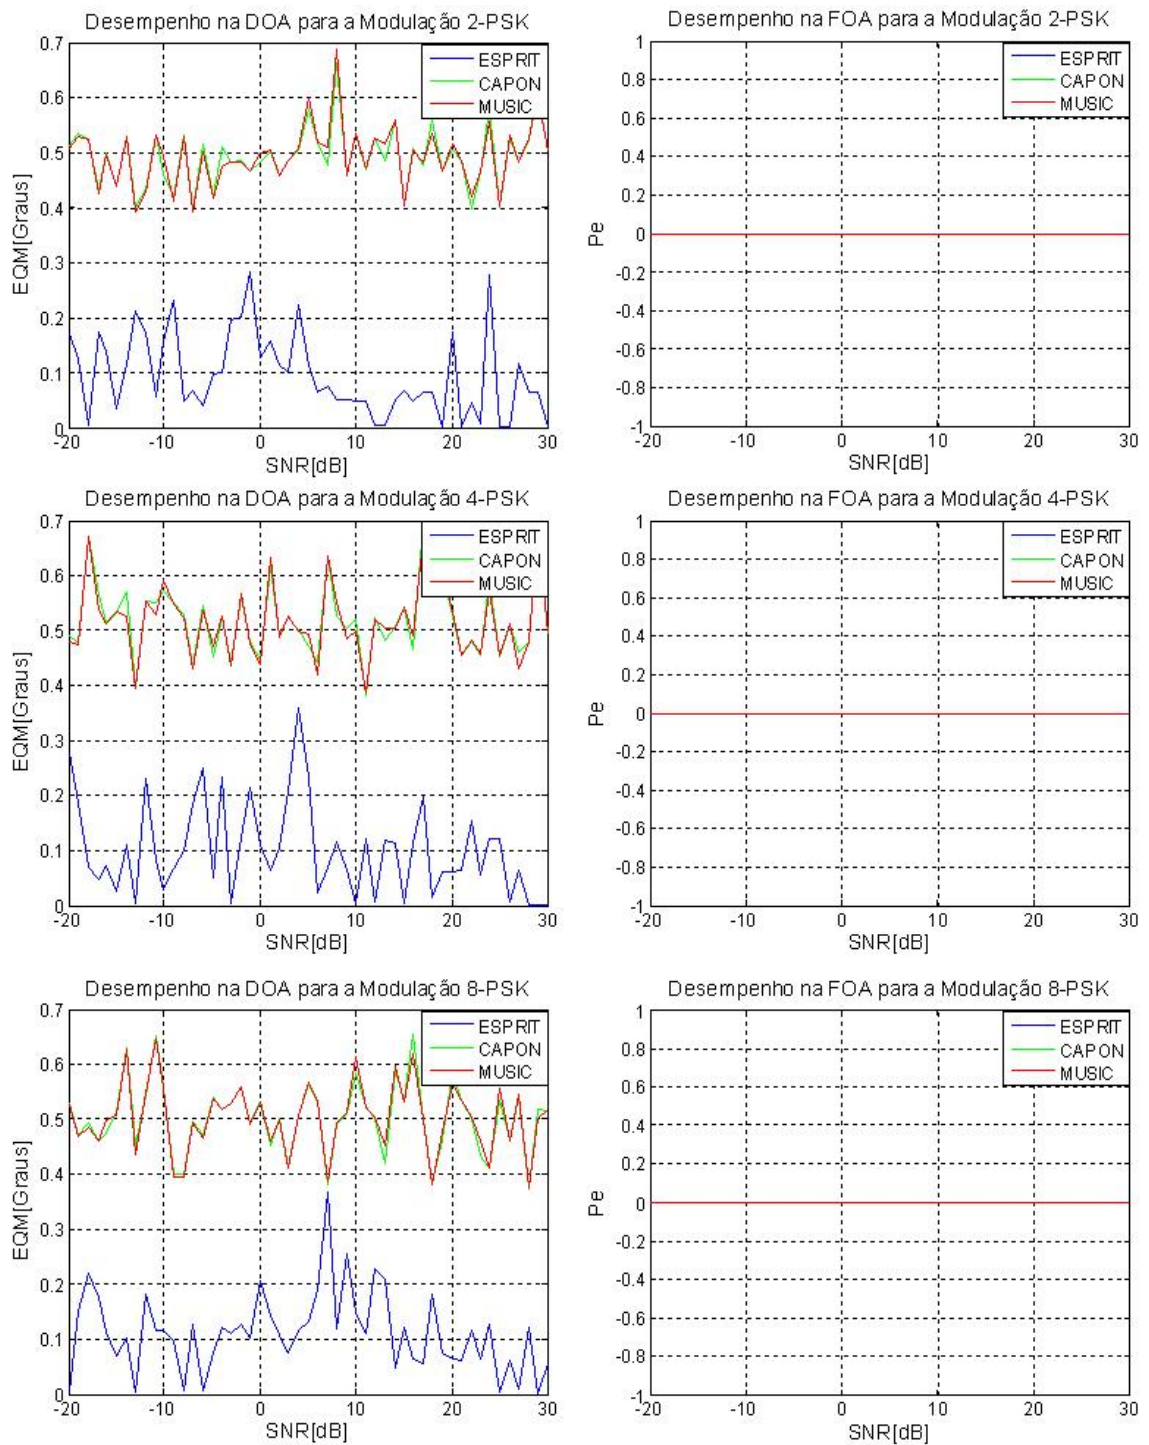 Desempenho na DOA para a Modulação 2-PSK
0.7
0.6
0.5
0.4
0.3
0.2
0.1
0
EQM[Graus]
-20 -10 0 10 20 30
SNR[dB]
ESPRIT
CAPON
MUSIC
Desempenho na FOA para a Modulação 2-PSK
1
0.8
0.6
0.4
0.2
0
-0.2
-0.4
-0.6
-0.8
-1
Pe
-20 -10 0 10 20 30
SNR[dB]
ESPRIT
CAPON
MUSIC
Desempenho na DOA para a Modulação 4-PSK
0.7
0.6
0.5
0.4
0.3
0.2
0.1
0
EQM[Graus]
-20 -10 0 10 20 30
SNR[dB]
ESPRIT
CAPON
MUSIC
Desempenho na FOA para a Modulação 4-PSK
1
0.8
0.6
0.4
0.2
0
-0.2
-0.4
-0.6
-0.8
-1
Pe
-20 -10 0 10 20 30
SNR[dB]
ESPRIT
CAPON
MUSIC
Desempenho na DOA para a Modulação 8-PSK
0.7
0.6
0.5
0.4
0.3
0.2
0.1
0
EQM[Graus]
-20 -10 0 10 20 30
SNR[dB]
ESPRIT
CAPON
MUSIC
Desempenho na FOA para a Modulação 8-PSK
1
0.8
0.6
0.4
0.2
0
-0.2
-0.4
-0.6
-0.8
-1
Pe
-20 -10 0 10 20 30
SNR[dB]
ESPRIT
CAPON
MUSIC